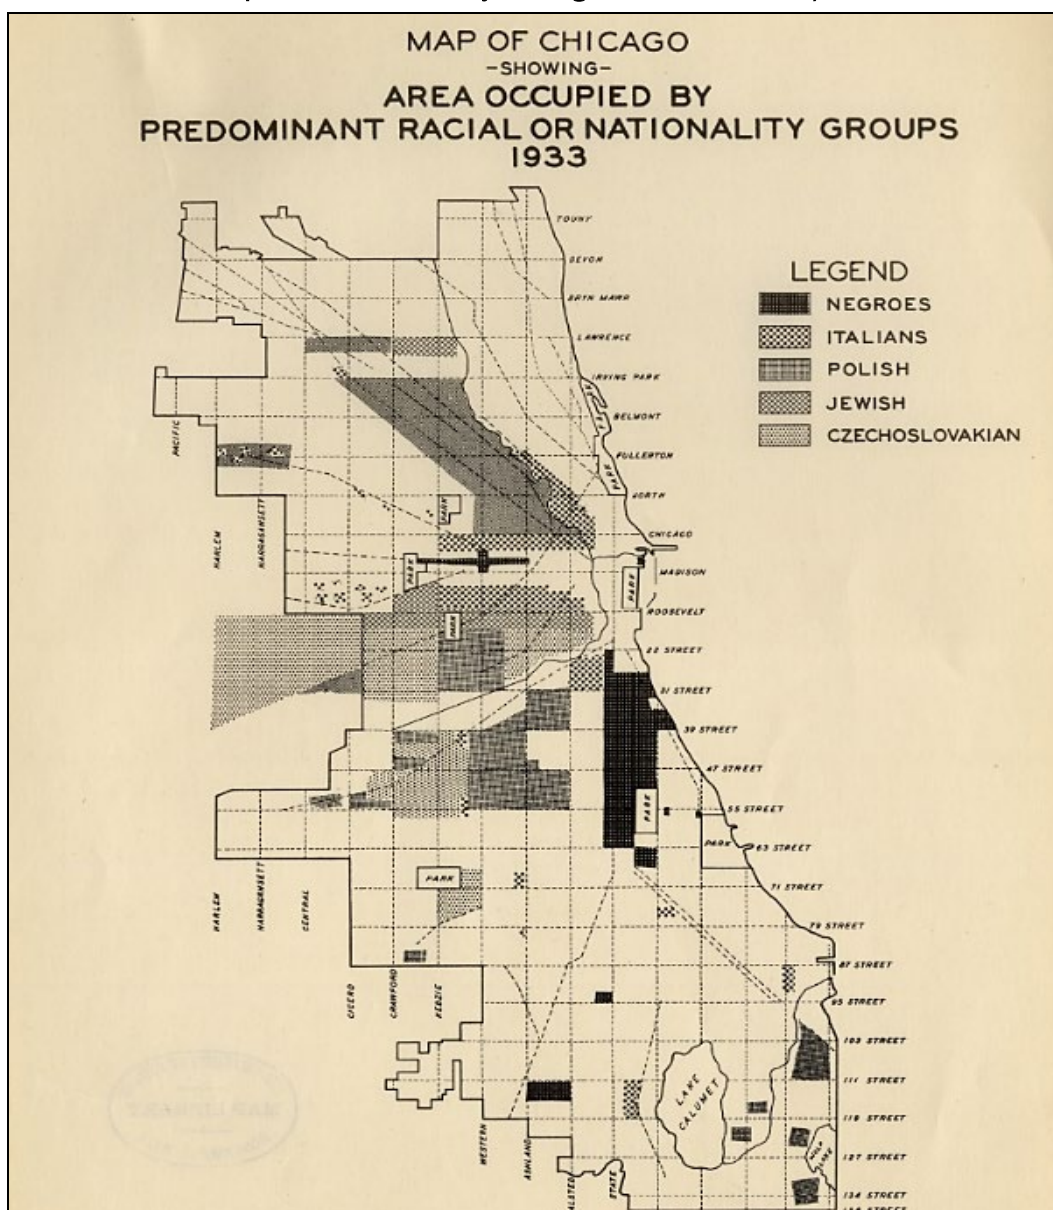 MAP OF CHICAGO
-SHOWING-
AREA OCCUPIED BY
PREDOMINANT RACIAL OR NATIONALITY GROUPS
1933
LEGEND
NEGROES
ITALIANS
POLISH
JEWISH
CZECHOSLOVAKIAN
TOUHY
DEVON
BRYN MAWR
LAWRENCE
IRVING PARK
BELMONT
FULLERTON
NORTH
CHICAGO
MADISON
ROOSEVELT
22 STREET
31 STREET
39 STREET
47 STREET
55 STREET
63 STREET
71 STREET
79 STREET
87 STREET
95 STREET
103 STREET
111 STREET
119 STREET
127 STREET
134 STREET
PACIFIC
HARLEM
NARRAGANSETT
PARK
PARK
PARK
PARK
PARK
PARK
PARK
PARK
HARLEM
NARRAGANSETT
CENTRAL
CICERO
CRAWFORD
KEDZIE
WESTERN
ASHLAND
HALSTED
STATE
LAKE
CALUMET
WOLF
LAKE